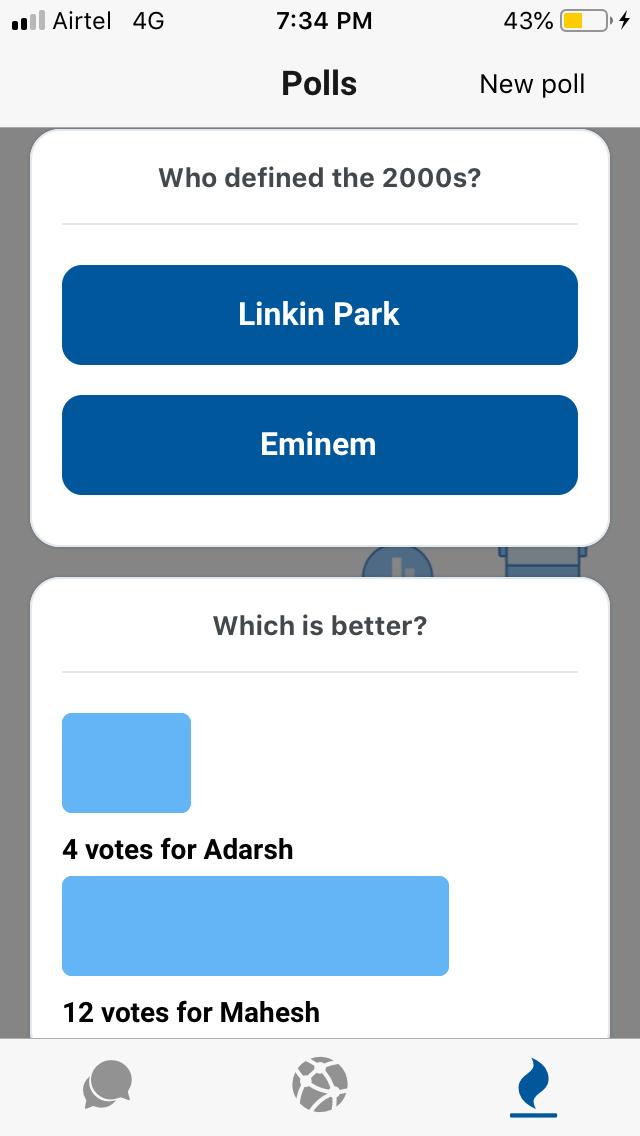 Airtel 4G 7:34 PM 43%
Polls New poll
Who defined the 2000s?
Linkin Park
Eminem
Which is better?
4 votes for Adarsh
12 votes for Mahesh